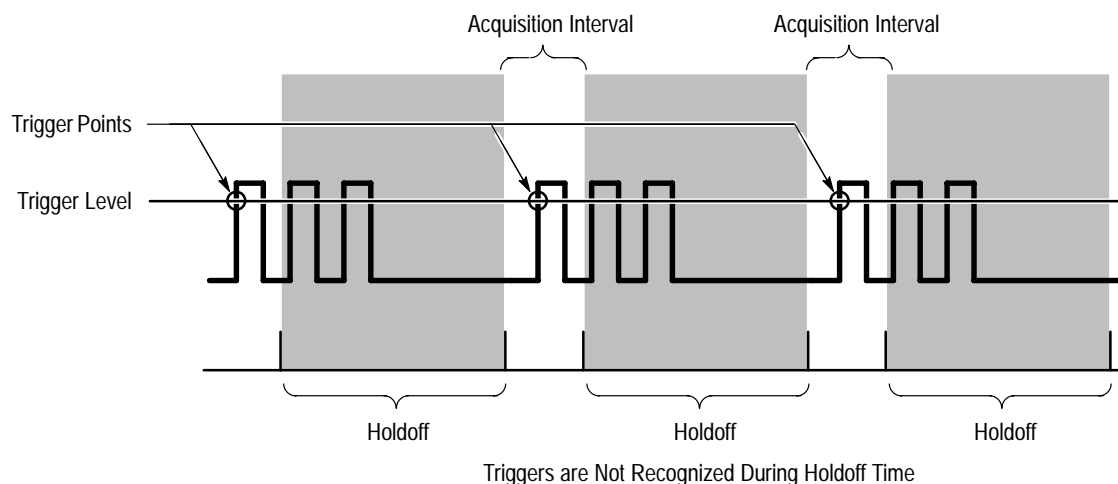 Acquisition Interval
Acquisition Interval
Trigger Points
Trigger Level
Holdoff
Holdoff
Holdoff
Triggers are Not Recognized During Holdoff Time